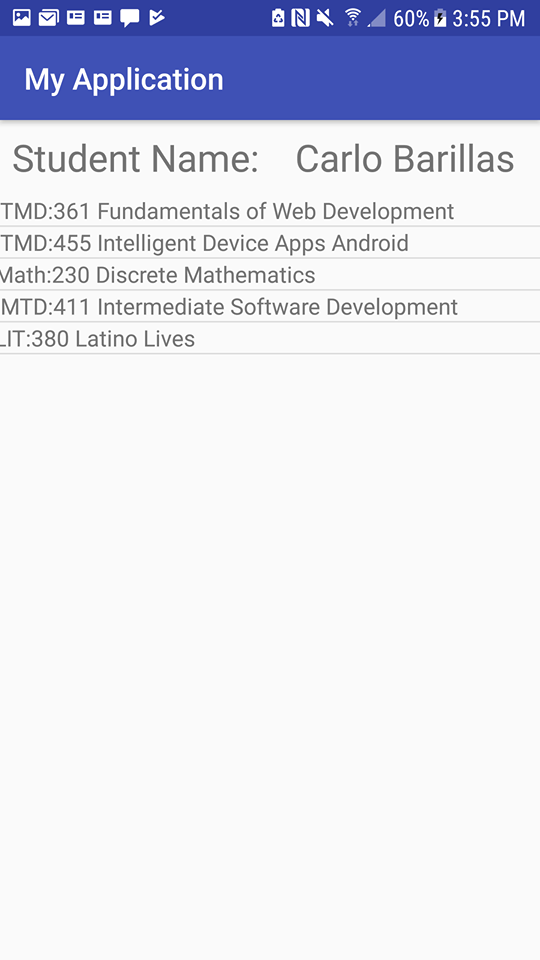 60% 3:55 PM
My Application
Student Name: Carlo Barillas
TMD:361 Fundamentals of Web Development
TMD:455 Intelligent Device Apps Android
Math:230 Discrete Mathematics
MTD:411 Intermediate Software Development
LIT:380 Latino Lives